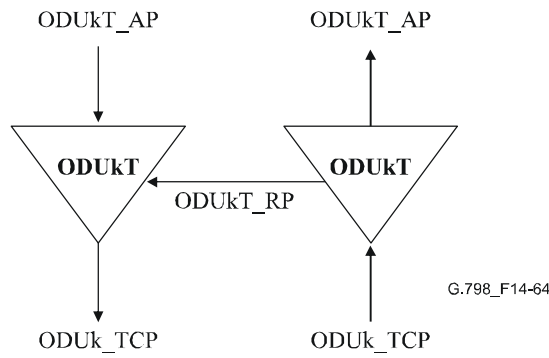 ODUkT_AP
ODUkT_AP
ODUkT
ODUkT
ODUkT_RP
G.798_F14-64
ODUk_TCP
ODUk_TCP